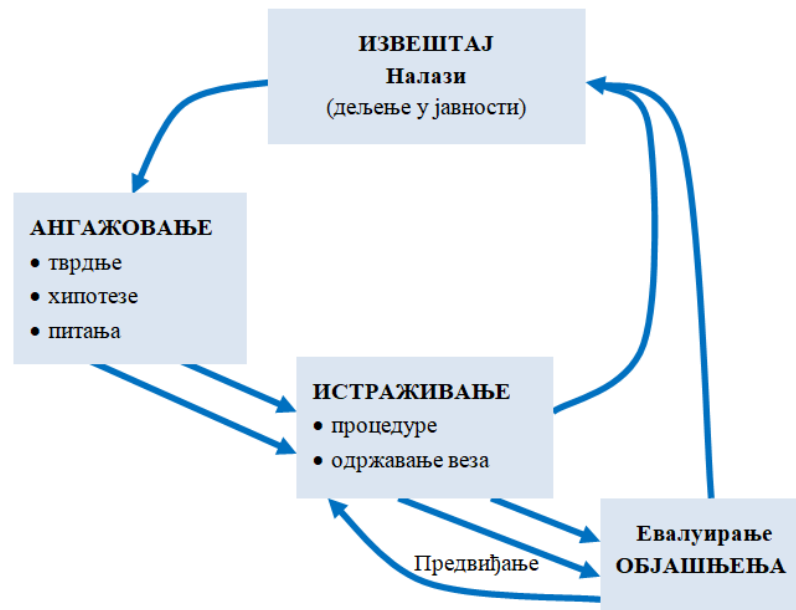 ИЗВЕШТАЈ
Налази
(дељење у јавности)
АНГАЖОВАЊЕ
• тврдње
• хипотезе
• питања
ИСТРАЖИВАЊЕ
• процедуре
• одржавање веза
Предвиђање
Евалуирање
ОБЈАШЊЕЊА